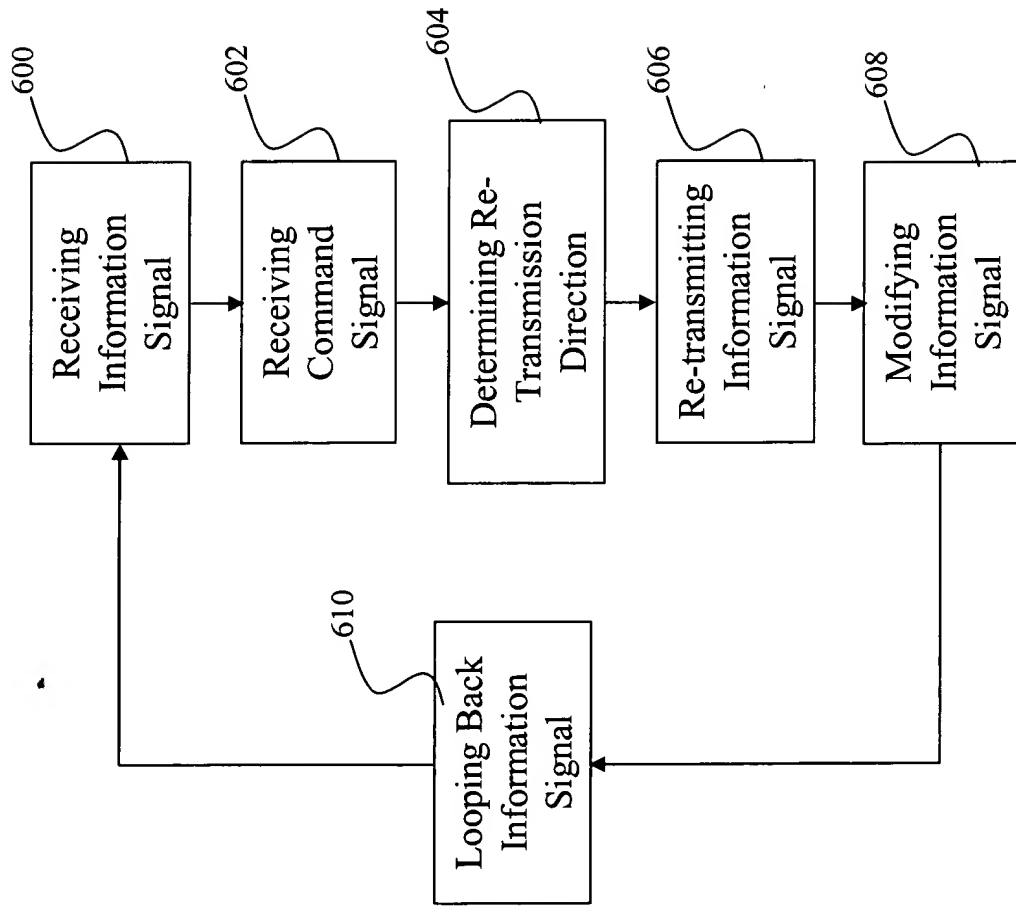 600
Receiving
Information
Signal
602
Receiving
Command
Signal
604
Determining Re-
Transmission
Direction
606
Re-transmitting
Information
Signal
608
Modifying
Information
Signal
610
Looping Back
Information
Signal